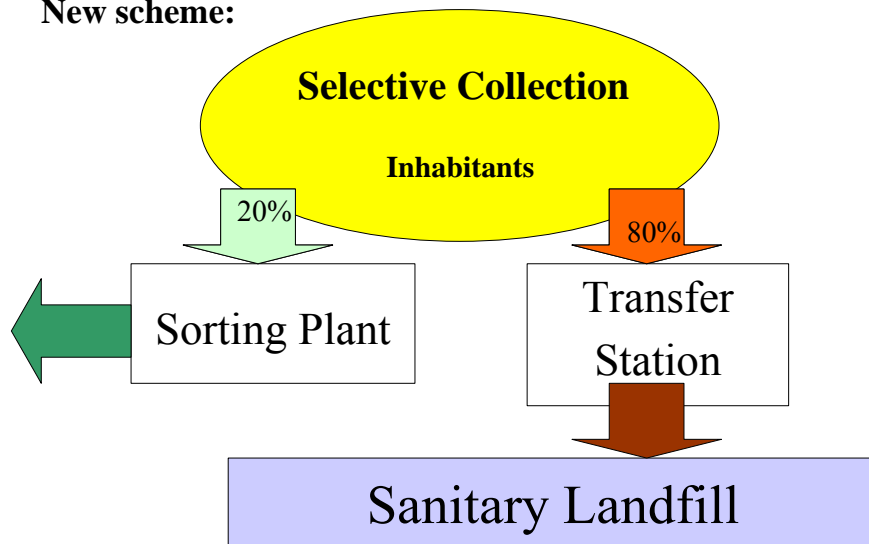 New scheme:
Selective Collection
Inhabitants
20%
80%
Sorting Plant
Transfer
Station
Sanitary Landfill